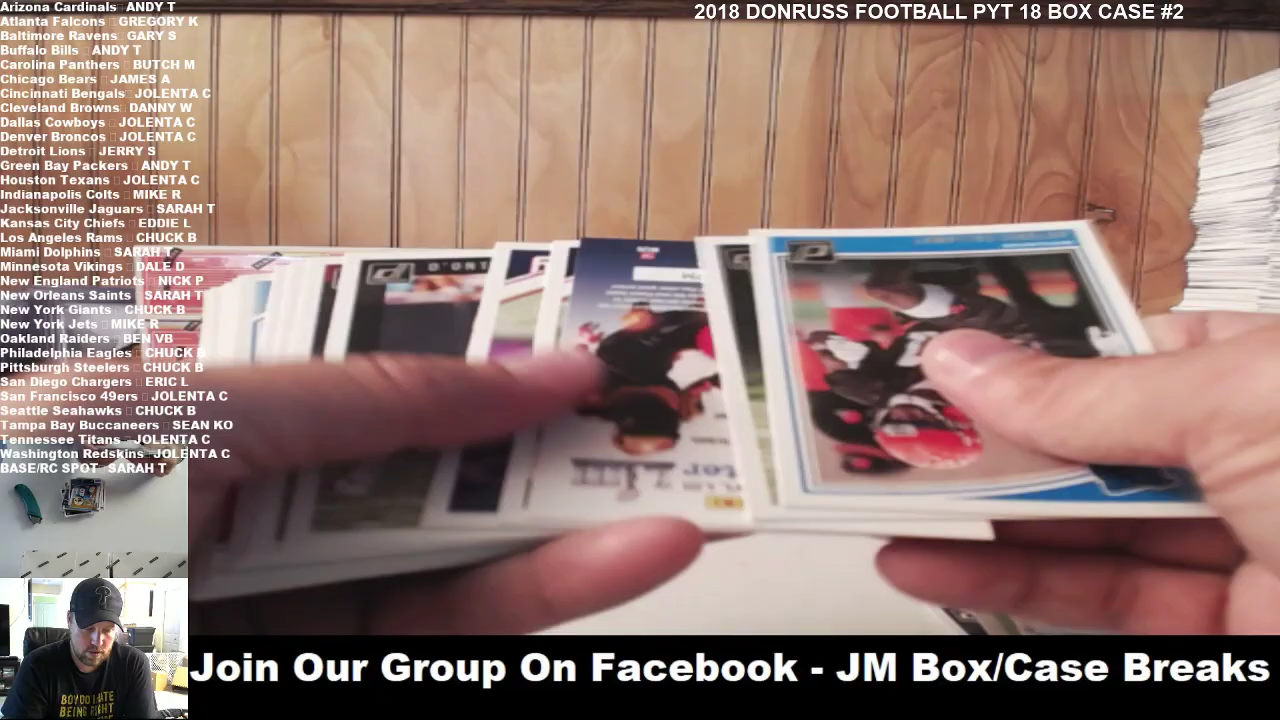 2018 DONRUSS FOOTBALL PYT 18 BOX CASE #2
Arizona Cardinals ANDY T
Atlanta Falcons GREGORY K
Baltimore Ravens GARY S
Buffalo Bills ANDY T
Carolina Panthers BUTCH M
Chicago Bears JAMES A
Cincinnati Bengals JOLENTA C
Cleveland Browns DANNY W
Dallas Cowboys JOLENTA C
Denver Broncos JOLENTA C
Detroit Lions JERRY S
Green Bay Packers ANDY T
Houston Texans JOLENTA C
Indianapolis Colts MIKE R
Jacksonville Jaguars SARAH T
Kansas City Chiefs EDDIE L
Los Angeles Rams CHUCK B
Miami Dolphins SARAH T
Minnesota Vikings DALE D
New England Patriots NICK P
New Orleans Saints SARAH T
New York Giants CHUCK B
New York Jets MIKE R
Oakland Raiders BEN VB
Philadelphia Eagles CHUCK B
Pittsburgh Steelers CHUCK B
San Diego Chargers ERIC L
San Francisco 49ers JOLENTA C
Seattle Seahawks CHUCK B
Tampa Bay Buccaneers SEAN KO
Tennessee Titans JOLENTA C
Washington Redskins JOLENTA C
BASE/RC SPOT SARAH T
D'ONT
BOY DO I HATE
BEING RIGHT
Join Our Group On Facebook - JM Box/Case Breaks